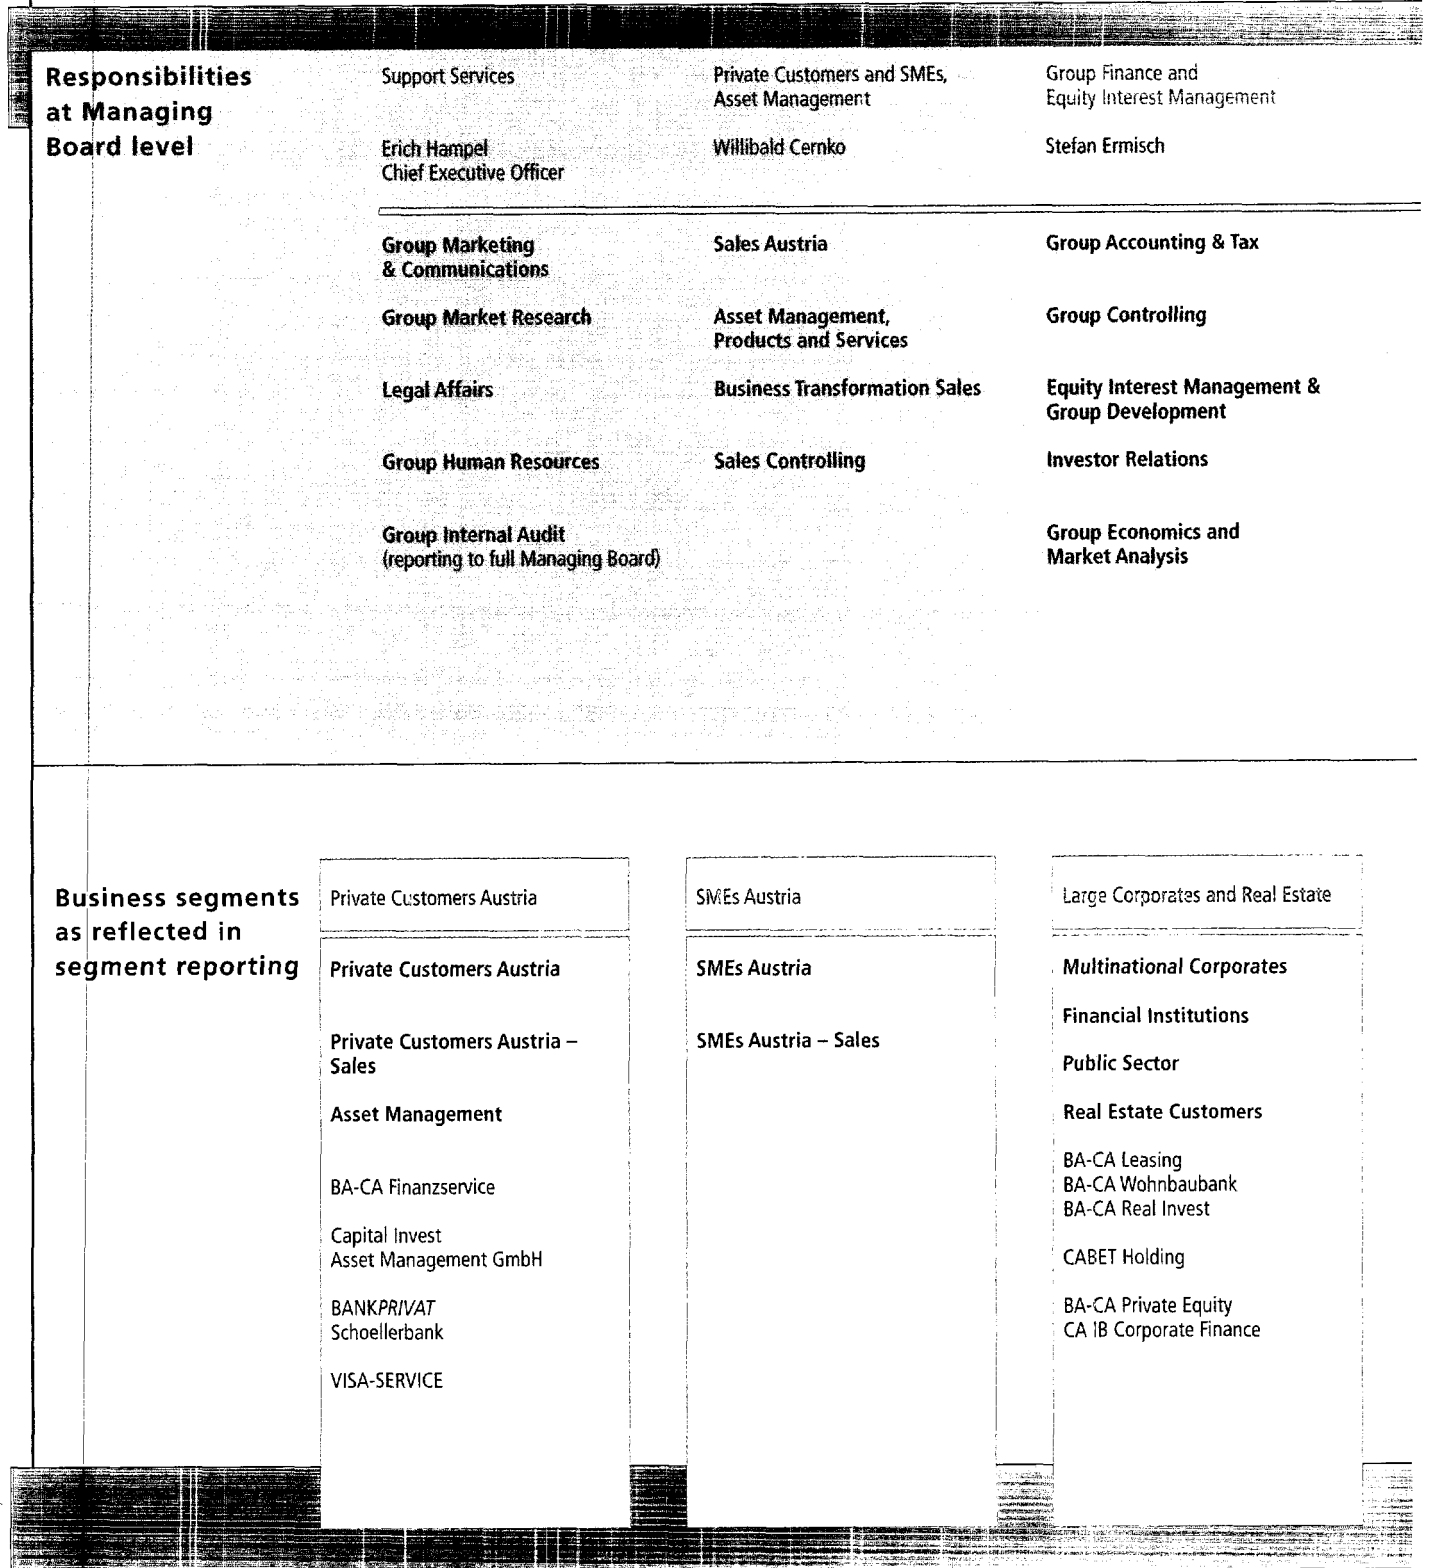 Responsibilities
at Managing
Board level
Support Services
Erich Hampel
Chief Executive Officer
Private Customers and SMEs,
Asset Management
Willibald Cernko
Group Finance and
Equity Interest Management
Stefan Ermisch
Group Marketing
& Communications
Group Market Research
Legal Affairs
Group Human Resources
Group Internal Audit
(reporting to full Managing Board)
Sales Austria
Asset Management,
Products and Services
Business Transformation Sales
Sales Controlling
Group Accounting & Tax
Group Controlling
Equity Interest Management &
Group Development
Investor Relations
Group Economics and
Market Analysis
Business segments
as reflected in
segment reporting
Private Customers Austria
Private Customers Austria
Private Customers Austria –
Sales
Asset Management
BA-CA Finanzservice
Capital Invest
Asset Management GmbH
BANKPRIVAT
Schoellerbank
VISA-SERVICE
SMEs Austria
SMEs Austria
SMEs Austria – Sales
Large Corporates and Real Estate
Multinational Corporates
Financial Institutions
Public Sector
Real Estate Customers
BA-CA Leasing
BA-CA Wohnbaubank
BA-CA Real Invest
CABET Holding
BA-CA Private Equity
CA IB Corporate Finance